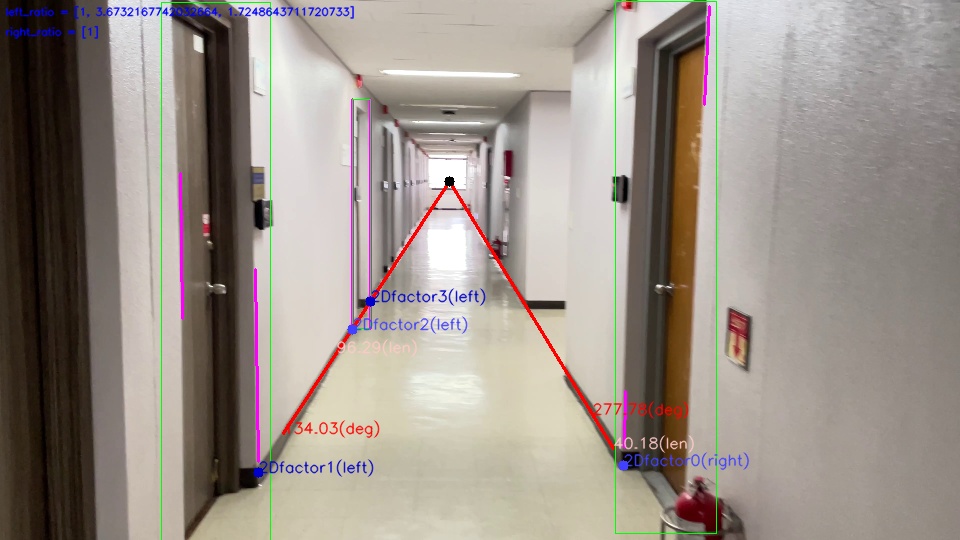 left_ratio = [1, 3.6732167742032664, 1.7248643711720733]
right_ratio = [1]
2Dfactor3(left)
2Dfactor2(left)
96.29(len)
277.78(deg)
34.03(deg)
40.18(len)
2Dfactor1(left)
2Dfactor0(right)